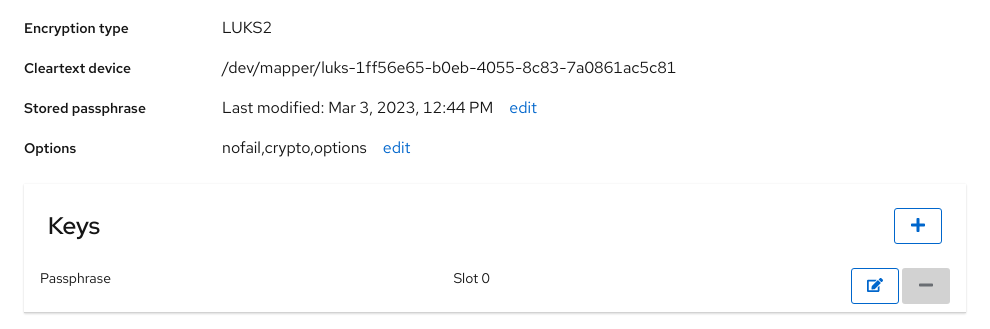 Encryption type LUKS2
Cleartext device /dev/mapper/luks-1ff56e65-b0eb-4055-8c83-7a0861ac5c81
Stored passphrase Last modified: Mar 3, 2023, 12:44 PM edit
Options nofail,crypto,options edit
Keys
Passphrase Slot 0